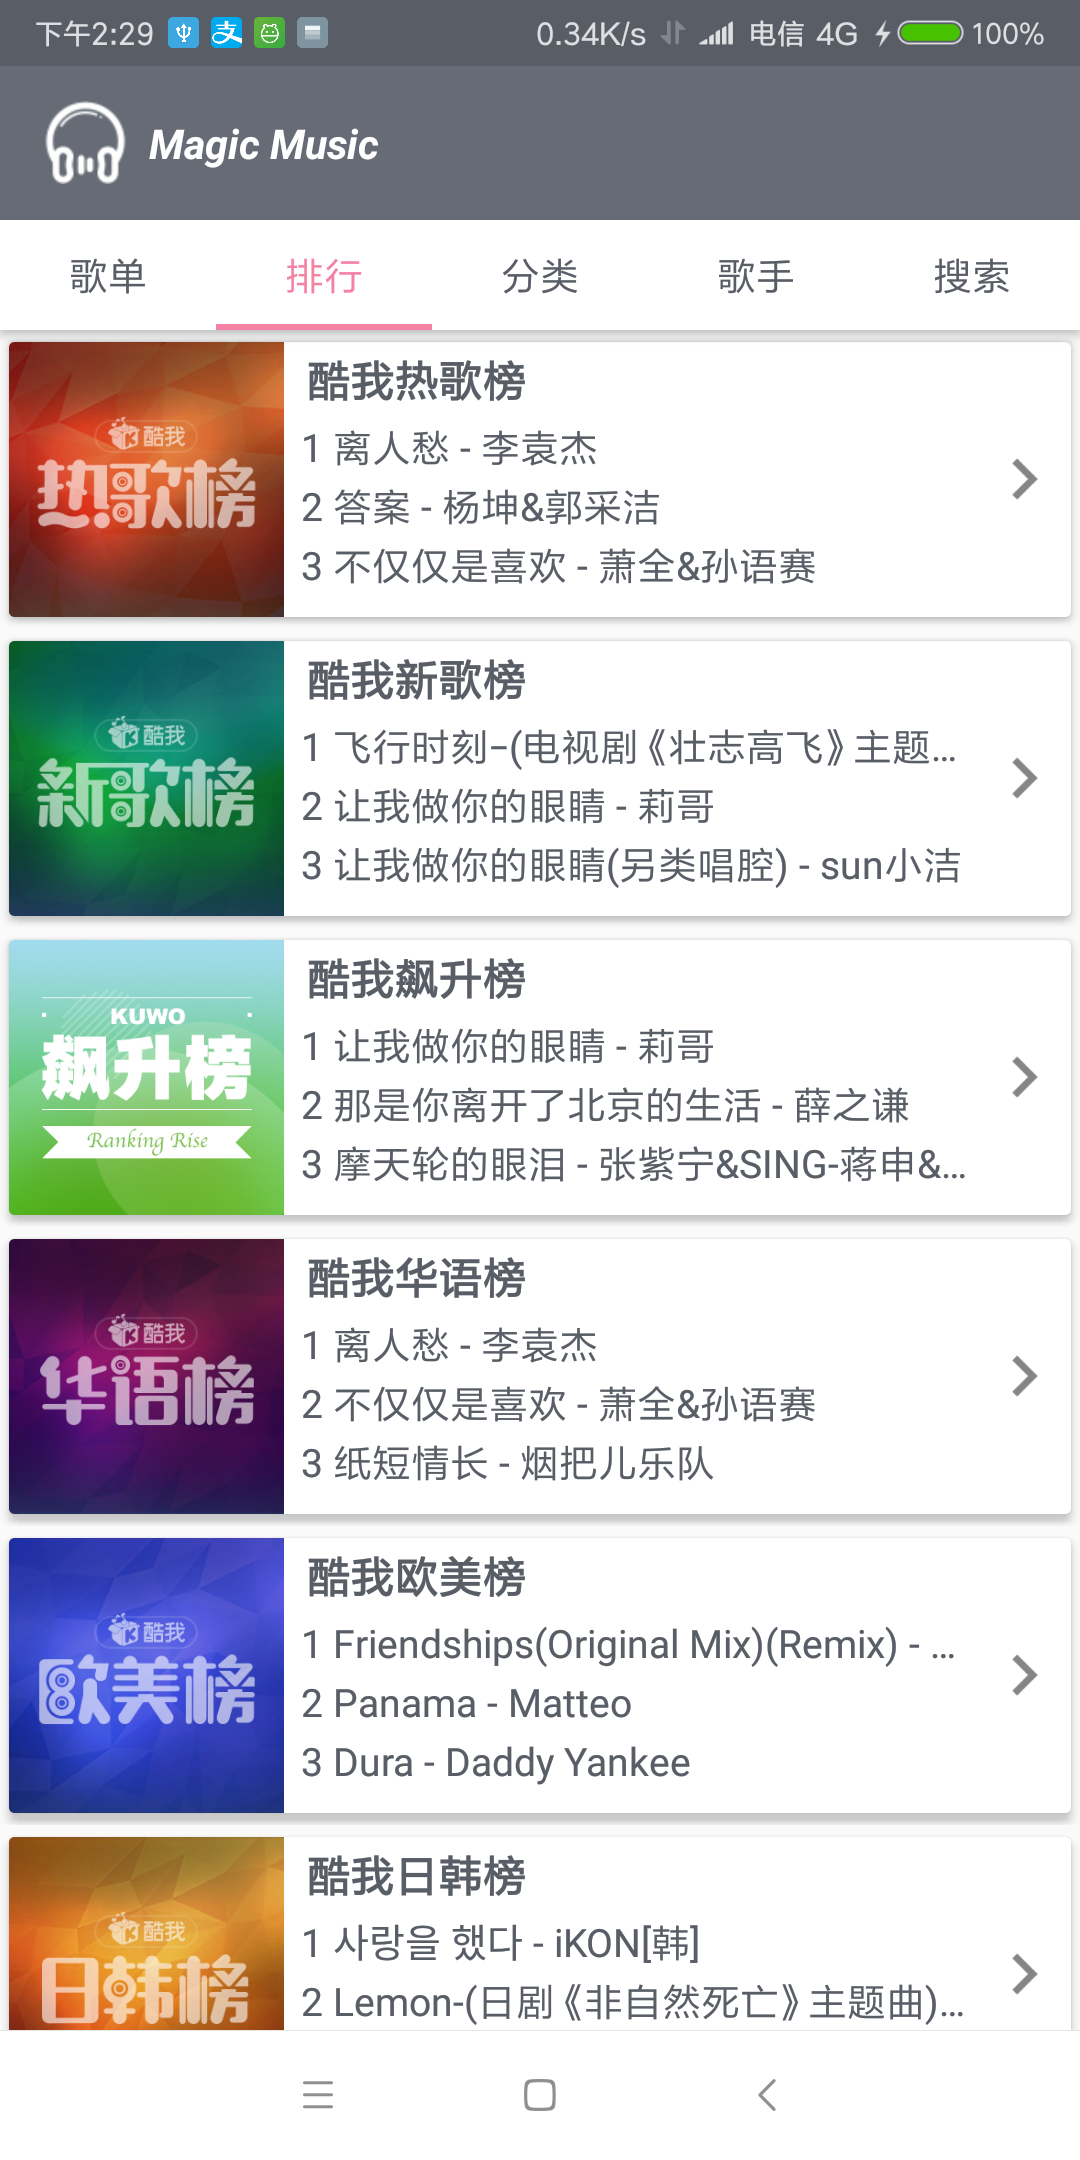 下午2:29 0.34K/s 电信 4G 100%
Magic Music
歌单 排行 分类 歌手 搜索
酷我
热歌榜
酷我热歌榜
1 离人愁 - 李袁杰
2 答案 - 杨坤&郭采洁
3 不仅仅是喜欢 - 萧全&孙语赛
酷我
新歌榜
酷我新歌榜
1 飞行时刻-(电视剧《壮志高飞》主题...
2 让我做你的眼睛 - 莉哥
3 让我做你的眼睛(另类唱腔) - sun小洁
KUWO
飙升榜
Ranking Rise
酷我飙升榜
1 让我做你的眼睛 - 莉哥
2 那是你离开了北京的生活 - 薛之谦
3 摩天轮的眼泪 - 张紫宁&SING-蒋申&...
酷我
华语榜
酷我华语榜
1 离人愁 - 李袁杰
2 不仅仅是喜欢 - 萧全&孙语赛
3 纸短情长 - 烟把儿乐队
酷我
欧美榜
酷我欧美榜
1 Friendships(Original Mix)(Remix) - ...
2 Panama - Matteo
3 Dura - Daddy Yankee
酷我
日韩榜
酷我日韩榜
1 사랑을 했다 - iKON[韩]
2 Lemon-(日剧《非自然死亡》主题曲)...